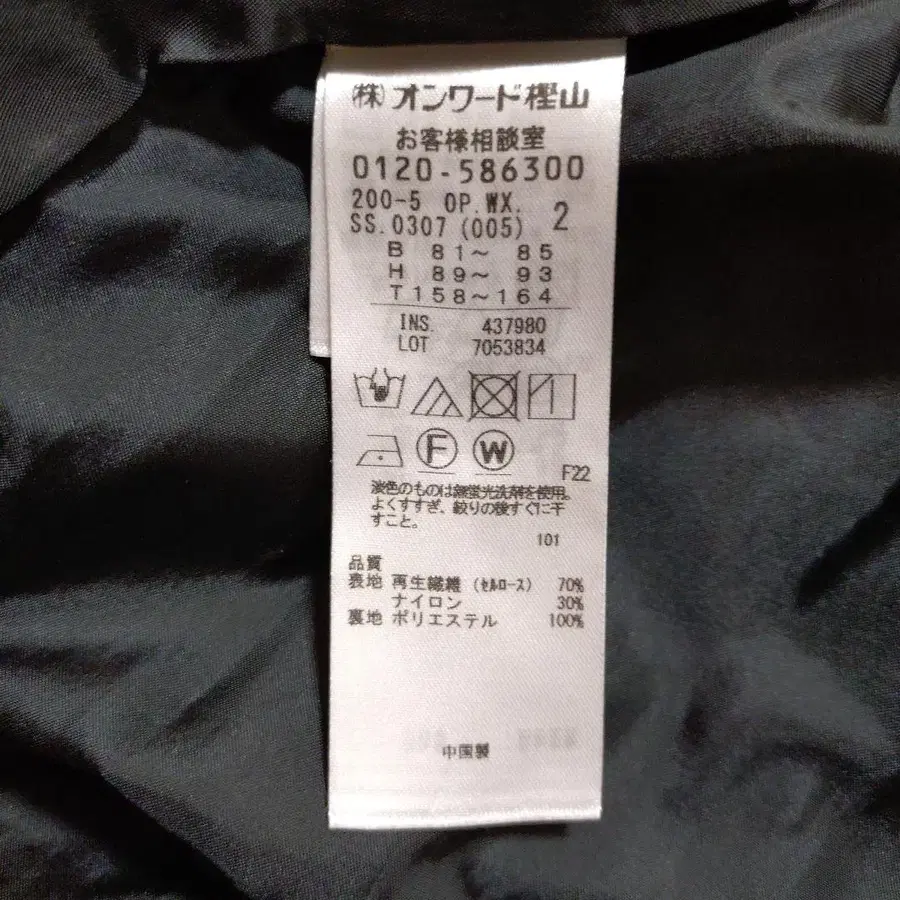 (株)オンワード樫山
お客様相談室
0120-586300
200-5 OP.WX.
SS.0307 (005) 2
B 81～ 85
H 89～ 93
T158～164
INS. 437980
LOT 7053834
F W
F22
淡色のものは無蛍光洗剤を使用。
よくすすぎ、絞りの後すぐに干
すこと。
101
品質
表地 再生繊維 (セルロース) 70%
ナイロン 30%
裏地 ポリエステル 100%
中国製